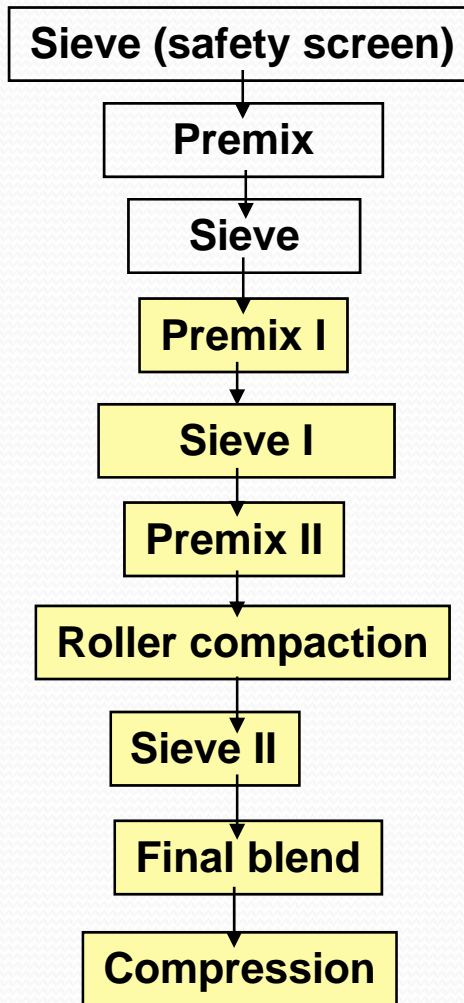 Sieve (safety screen)
Premix
Sieve
Premix I
Sieve I
Premix II
Roller compaction
Sieve II
Final blend
Compression